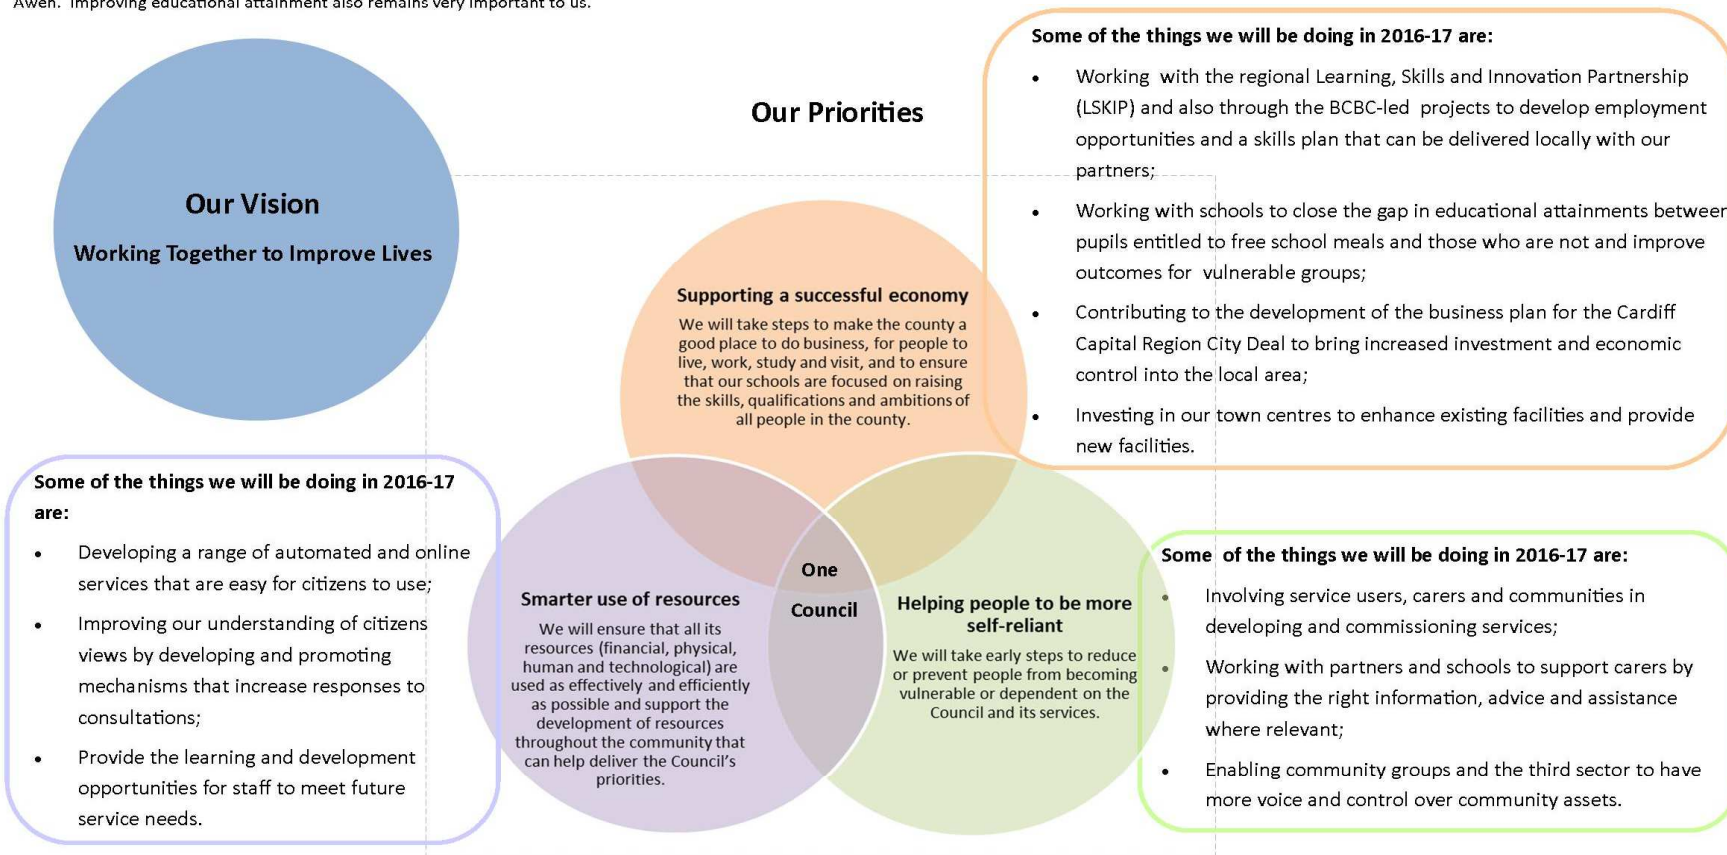 Awen.  Improving educational attainment also remains very important to us.
Our Vision
Working Together to Improve Lives
Our Priorities
Supporting a successful economy
We will take steps to make the county a
good place to do business, for people to
live, work, study and visit, and to ensure
that our schools are focused on raising
the skills, qualifications and ambitions of
all people in the county.
Some of the things we will be doing in 2016-17 are:
• Working  with the regional Learning, Skills and Innovation Partnership
(LSKIP) and also through the BCBC-led  projects to develop employment
opportunities and a skills plan that can be delivered locally with our
partners;
• Working with schools to close the gap in educational attainments between
pupils entitled to free school meals and those who are not and improve
outcomes for  vulnerable groups;
• Contributing to the development of the business plan for the Cardiff
Capital Region City Deal to bring increased investment and economic
control into the local area;
• Investing in our town centres to enhance existing facilities and provide
new facilities.
Some of the things we will be doing in 2016-17
are:
• Developing a range of automated and online
services that are easy for citizens to use;
• Improving our understanding of citizens
views by developing and promoting
mechanisms that increase responses to
consultations;
• Provide the learning and development
opportunities for staff to meet future
service needs.
Smarter use of resources
We will ensure that all its
resources (financial, physical,
human and technological) are
used as effectively and efficiently
as possible and support the
development of resources
throughout the community that
can help deliver the Council's
priorities.
One
Council
Helping people to be more
self-reliant
We will take early steps to reduce
or prevent people from becoming
vulnerable or dependent on the
Council and its services.
Some  of the things we will be doing in 2016-17 are:
• Involving service users, carers and communities in
developing and commissioning services;
• Working with partners and schools to support carers by
providing the right information, advice and assistance
where relevant;
• Enabling community groups and the third sector to have
more voice and control over community assets.